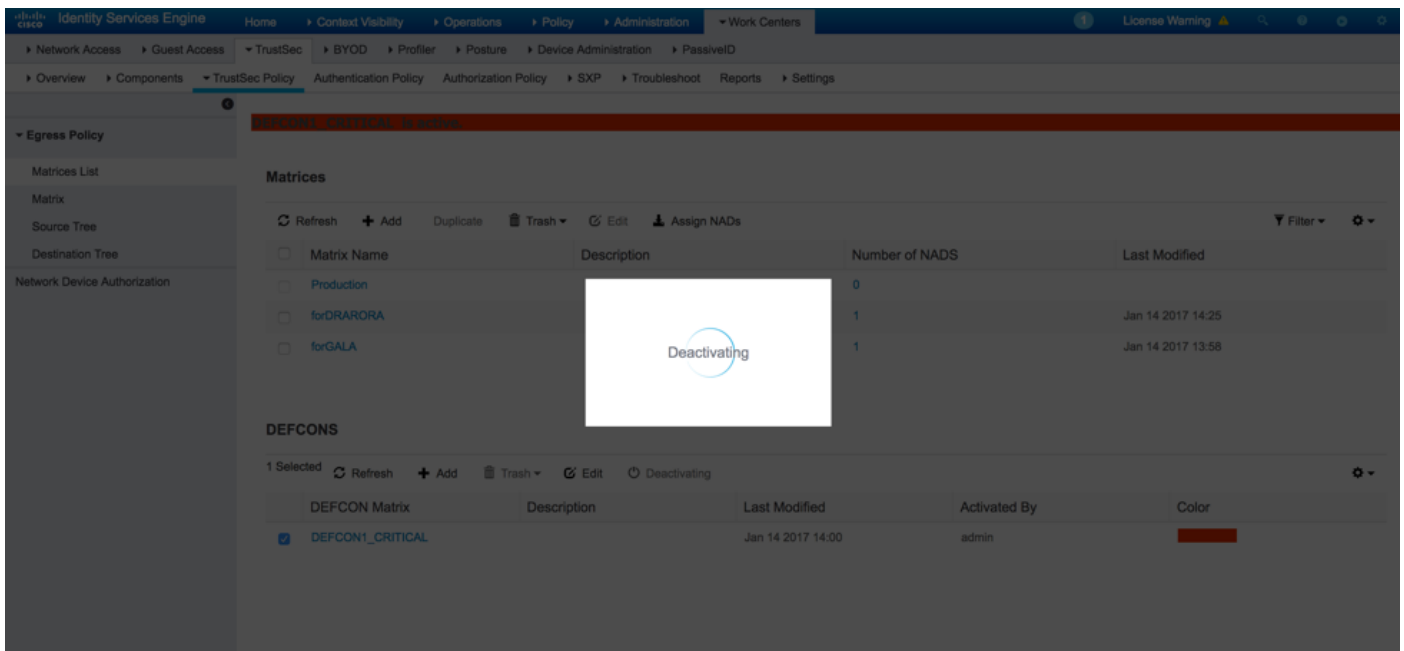 cisco Identity Services Engine Home Context Visibility Operations Policy Administration Work Centers 1 License Warning
Network Access Guest Access TrustSec BYOD Profiler Posture Device Administration PassiveID
Overview Components TrustSec Policy Authentication Policy Authorization Policy SXP Troubleshoot Reports Settings
DEFCON1_CRITICAL is active.
Egress Policy
Matrices List
Matrix
Source Tree
Destination Tree
Network Device Authorization
Matrices
Refresh Add Duplicate Trash Edit Assign NADs Filter
Matrix Name Description Number of NADS Last Modified
Production 0
forDRARORA 1 Jan 14 2017 14:25
forGALA 1 Jan 14 2017 13:58
Deactivating
DEFCONS
1 Selected Refresh Add Trash Edit Deactivating
DEFCON Matrix Description Last Modified Activated By Color
DEFCON1_CRITICAL Jan 14 2017 14:00 admin